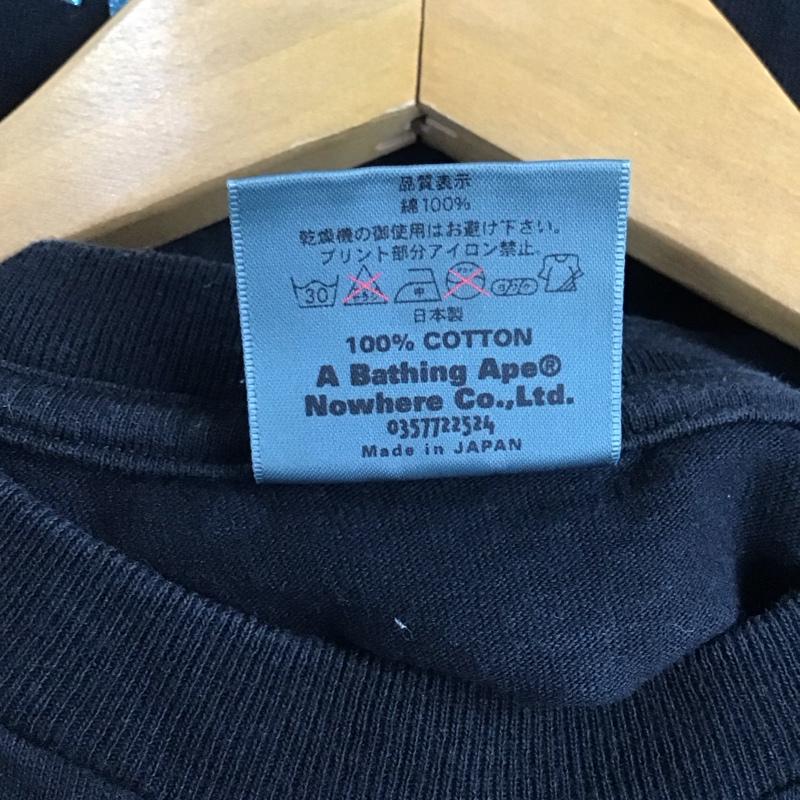 品質表示
綿100%
乾燥機の御使用はお避け下さい。
プリント部分アイロン禁止.
30 中
日本製
100% COTTON
A Bathing Ape®
Nowhere Co.,Ltd.
0357722524
Made in JAPAN